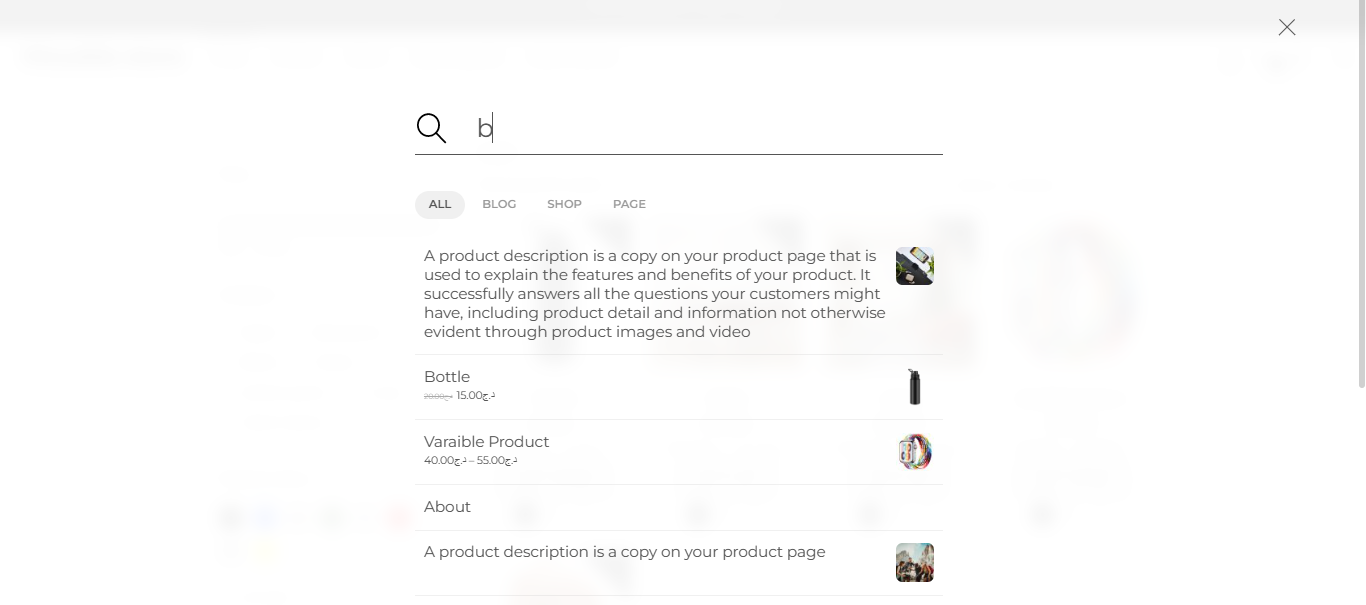 b
ALL BLOG SHOP PAGE
A product description is a copy on your product page that is
used to explain the features and benefits of your product. It
successfully answers all the questions your customers might
have, including product detail and information not otherwise
evident through product images and video
Bottle
20.00د.ج 15.00د.ج
Varaible Product
40.00د.ج – 55.00د.ج
About
A product description is a copy on your product page